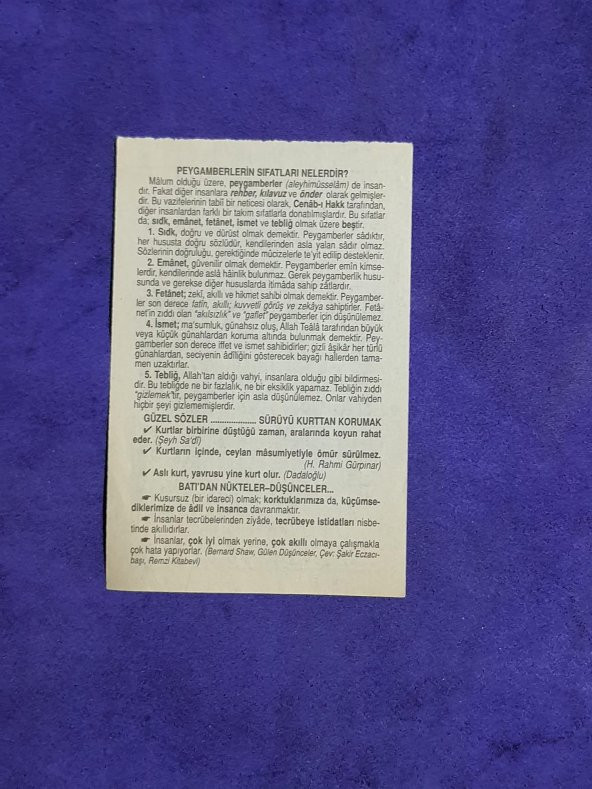 PEYGAMBERLERİN SIFATLARI NELERDİR?
Mâlum olduğu üzere, peygamberler (aleyhimüsselâm) de insan-
dır. Fakat diğer insanlara rehber, kılavuz ve önder olarak gelmişler-
dir. Bu vazifelerinin tabiî bir neticesi olarak, Cenâb-ı Hakk tarafından,
diğer insanlardan farklı bir takım sıfatlarla donatılmışlardır. Bu sıfatlar
da; sıdk, emânet, fetânet, ismet ve tebliğ olmak üzere beştir.
1. Sıdk, doğru ve dürüst olmak demektir. Peygamberler sâdıktır,
her hususta doğru sözlüdür, kendilerinden asla yalan sâdır olmaz.
Sözlerinin doğruluğu, gerektiğinde mûcizelerle te'yit edilip desteklenir.
2. Emânet, güvenilir olmak demektir. Peygamberler emîn kimse-
lerdir, kendilerinde aslâ hâinlik bulunmaz. Gerek peygamberlik husu-
sunda ve gerekse diğer hususlarda itimâda sahip zâtlardır.
3. Fetânet; zekî, akıllı ve hikmet sahibi olmak demektir. Peygamber-
ler son derece fatin, akıllı; kuvvetli görüş ve zekâya sahiptirler. Fetâ-
net'in zıddı olan "akılsızlık" ve "gaflet" peygamberler için düşünülemez.
4. İsmet; ma'sumluk, günahsız oluş, Allah Teâlâ tarafından büyük
ve/veya küçük günahlardan koruma altında bulunmak demektir. Pey-
gamberler son derece iffet ve ismet sahibidirler; gizli âşikâr her türlü
günahlardan, seciyenin âdîliğini gösterecek bayağı hallerden tama-
men uzaktırlar.
5. Tebliğ, Allah'tan aldığı vahyi, insanlara olduğu gibi bildirmesi-
dir. Bu tebliğde ne bir fazlalık, ne bir eksiklik yapamaz. Tebliğin zıddı
"gizlemek"tir, peygamberler için asla düşünülemez. Onlar vahiyden
hiçbir şeyi gizlememişlerdir.
GÜZEL SÖZLER .................... SÜRÜYÜ KURTTAN KORUMAK
✔ Kurtlar birbirine düştüğü zaman, aralarında koyun rahat
eder. (Şeyh Sa'dî)
✔ Kurtların içinde, ceylan mâsumiyetiyle ömür sürülmez.
(H. Rahmi Gürpınar)
✔ Aslı kurt, yavrusu yine kurt olur. (Dadaloğlu)
BATI'DAN NÜKTELER–DÜŞÜNCELER...
☛ Kusursuz (bir idareci) olmak; korktuklarımıza da, küçümse-
diklerimize de âdil ve insanca davranmaktır.
☛ İnsanlar tecrübelerinden ziyâde, tecrübeye istidatları nisbe-
tinde akıllıdırlar.
☛ İnsanlar, çok iyi olmak yerine, çok akıllı olmaya çalışmakla
çok hata yapıyorlar. (Bernard Shaw, Gülen Düşünceler, Çev: Şakir Eczacı-
başı, Remzi Kitabevi)